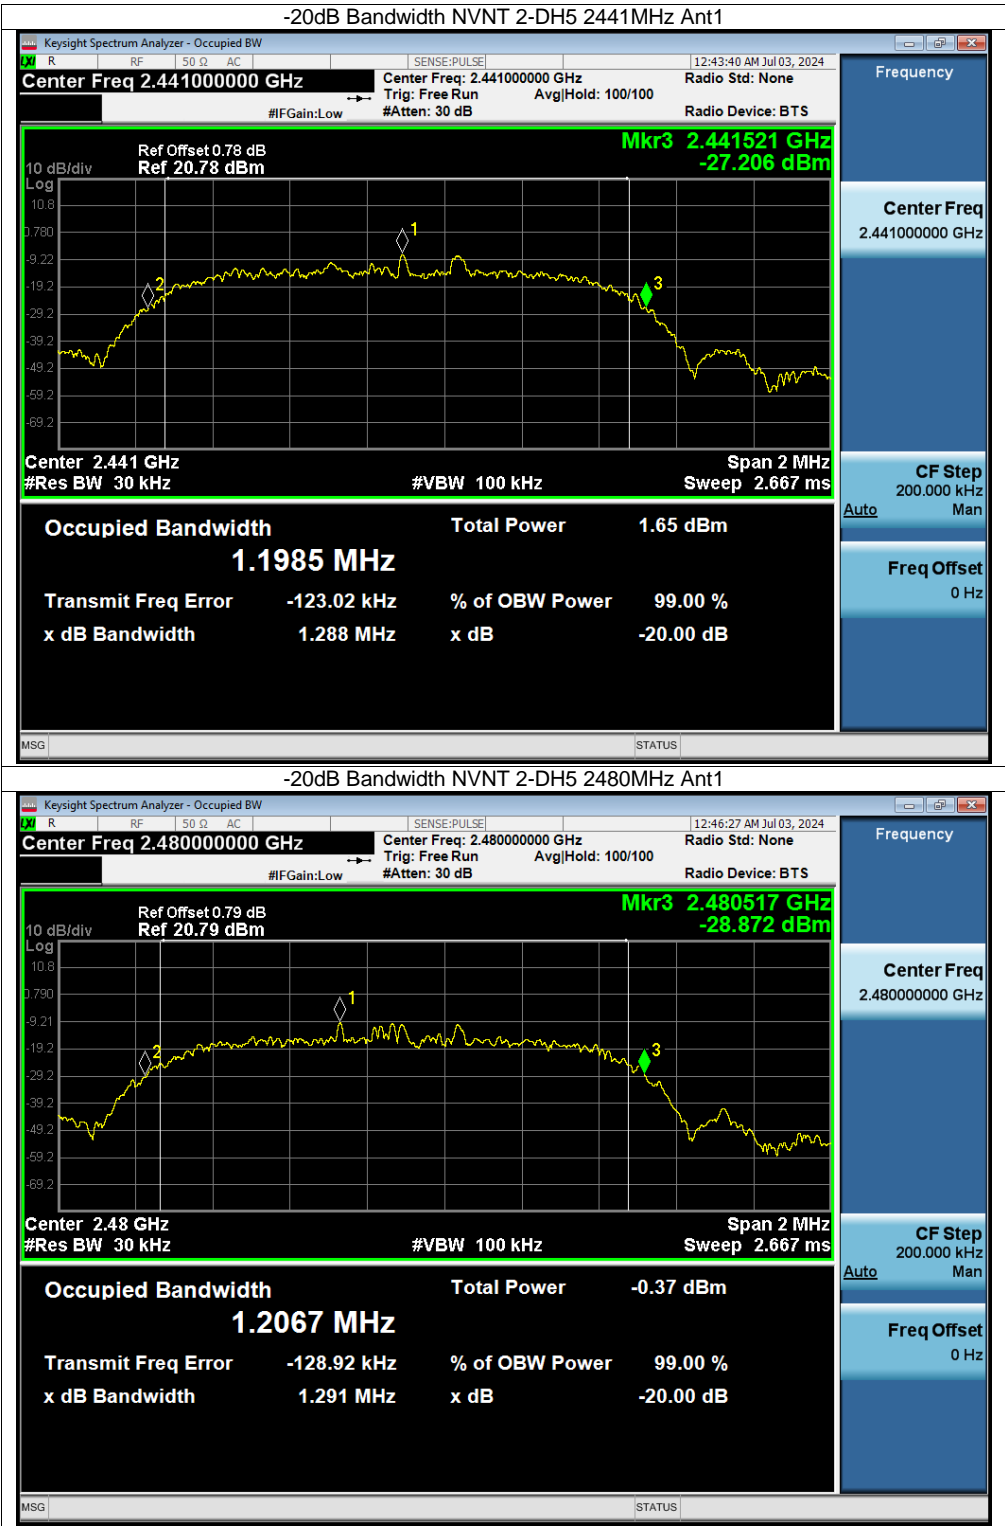 -20dB Bandwidth NVNT 2-DH5 2441MHz Ant1
Keysight Spectrum Analyzer - Occupied BW
LXI R RF 50 Ω AC SENSE:PULSE 12:43:40 AM Jul 03, 2024
Center Freq 2.441000000 GHz Center Freq: 2.441000000 GHz Radio Std: None Frequency
Trig: Free Run Avg|Hold: 100/100
#IFGain:Low #Atten: 30 dB Radio Device: BTS
Mkr3 2.441521 GHz
-27.206 dBm
Ref Offset 0.78 dB
10 dB/div Ref 20.78 dBm
Log
10.8
0.780
-9.22
-19.2
-29.2
-39.2
-49.2
-59.2
-69.2
1
2
3
Center Freq
2.441000000 GHz
Center 2.441 GHz Span 2 MHz
#Res BW 30 kHz #VBW 100 kHz Sweep 2.667 ms
CF Step
200.000 kHz
Auto Man
Occupied Bandwidth Total Power 1.65 dBm
1.1985 MHz
Freq Offset
0 Hz
Transmit Freq Error -123.02 kHz % of OBW Power 99.00 %
x dB Bandwidth 1.288 MHz x dB -20.00 dB
MSG STATUS
-20dB Bandwidth NVNT 2-DH5 2480MHz Ant1
Keysight Spectrum Analyzer - Occupied BW
LXI R RF 50 Ω AC SENSE:PULSE 12:46:27 AM Jul 03, 2024
Center Freq 2.480000000 GHz Center Freq: 2.480000000 GHz Radio Std: None Frequency
Trig: Free Run Avg|Hold: 100/100
#IFGain:Low #Atten: 30 dB Radio Device: BTS
Mkr3 2.480517 GHz
-28.872 dBm
Ref Offset 0.79 dB
10 dB/div Ref 20.79 dBm
Log
10.8
0.790
-9.21
-19.2
-29.2
-39.2
-49.2
-59.2
-69.2
1
2
3
Center Freq
2.480000000 GHz
Center 2.48 GHz Span 2 MHz
#Res BW 30 kHz #VBW 100 kHz Sweep 2.667 ms
CF Step
200.000 kHz
Auto Man
Occupied Bandwidth Total Power -0.37 dBm
1.2067 MHz
Freq Offset
0 Hz
Transmit Freq Error -128.92 kHz % of OBW Power 99.00 %
x dB Bandwidth 1.291 MHz x dB -20.00 dB
MSG STATUS